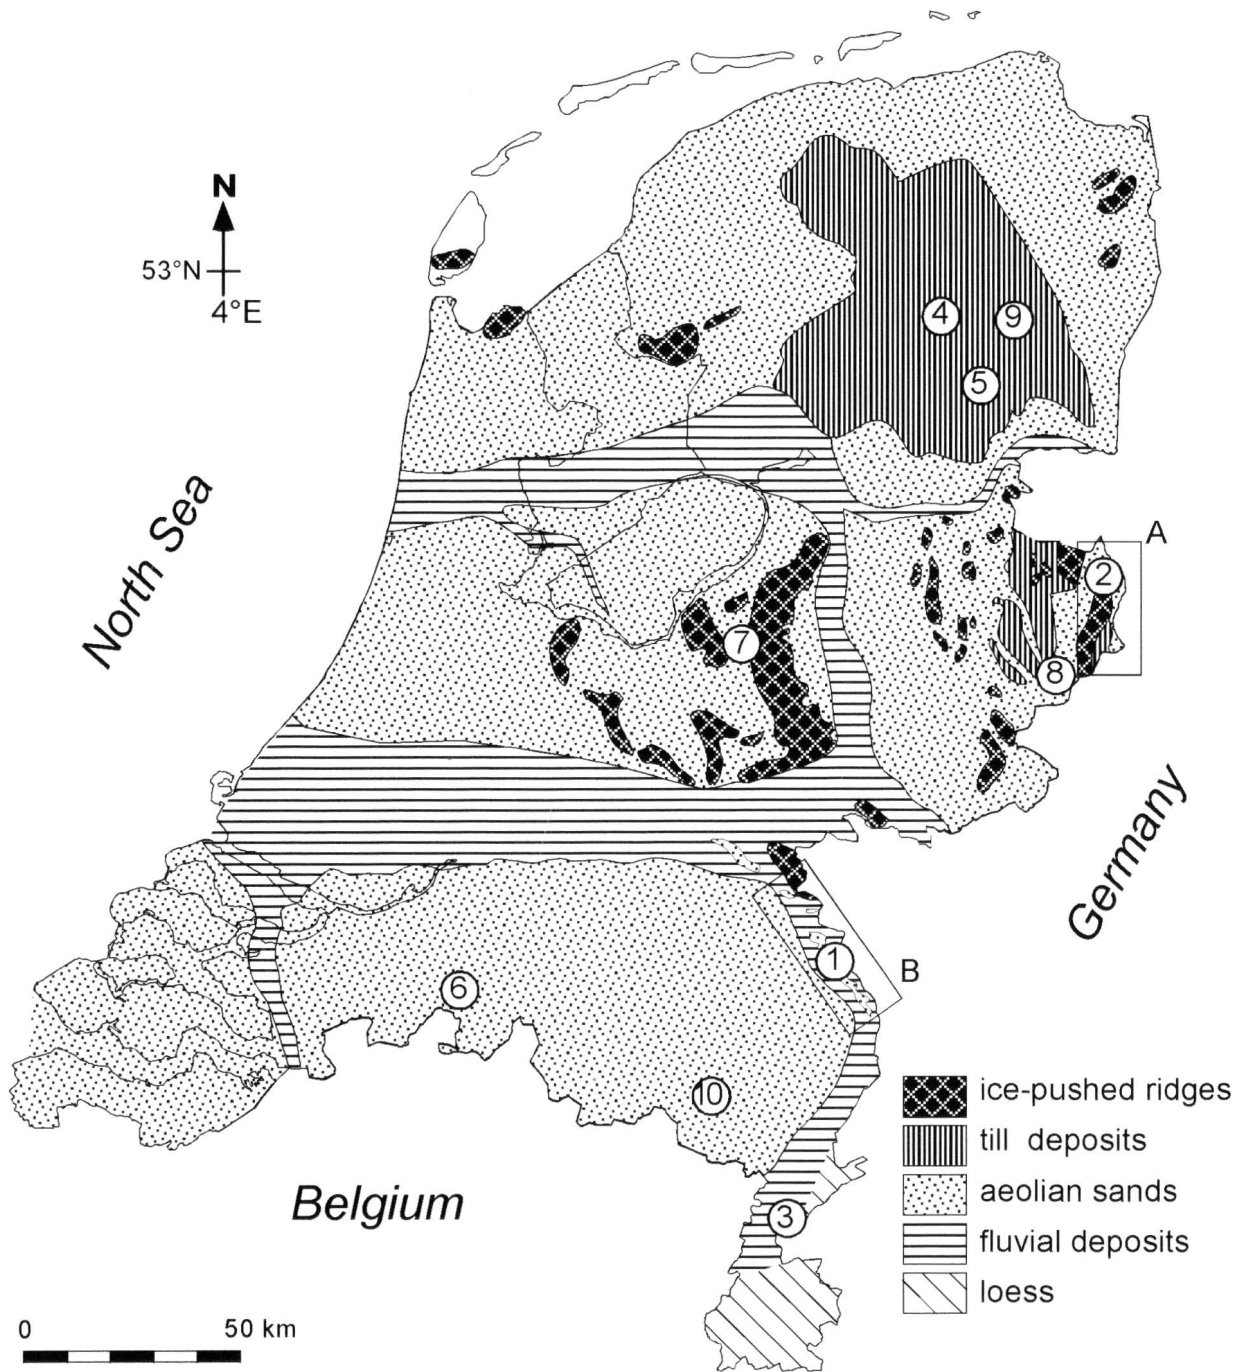 N
53°N
4°E
4
9
5
A
2
North Sea
7
8
Germany
1
B
6
10
ice-pushed ridges
till deposits
aeolian sands
Belgium
3
fluvial deposits
loess
0 50 km